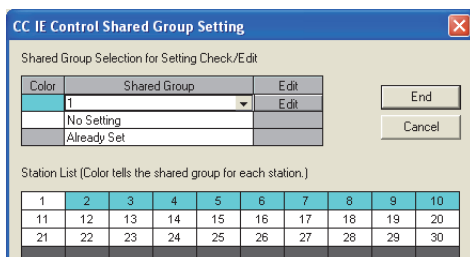 CC IE Control Shared Group Setting
Shared Group Selection for Setting Check/Edit
Color Shared Group Edit
1 Edit
No Setting
Already Set
End
Cancel
Station List (Color tells the shared group for each station.)
1 2 3 4 5 6 7 8 9 10
11 12 13 14 15 16 17 18 19 20
21 22 23 24 25 26 27 28 29 30